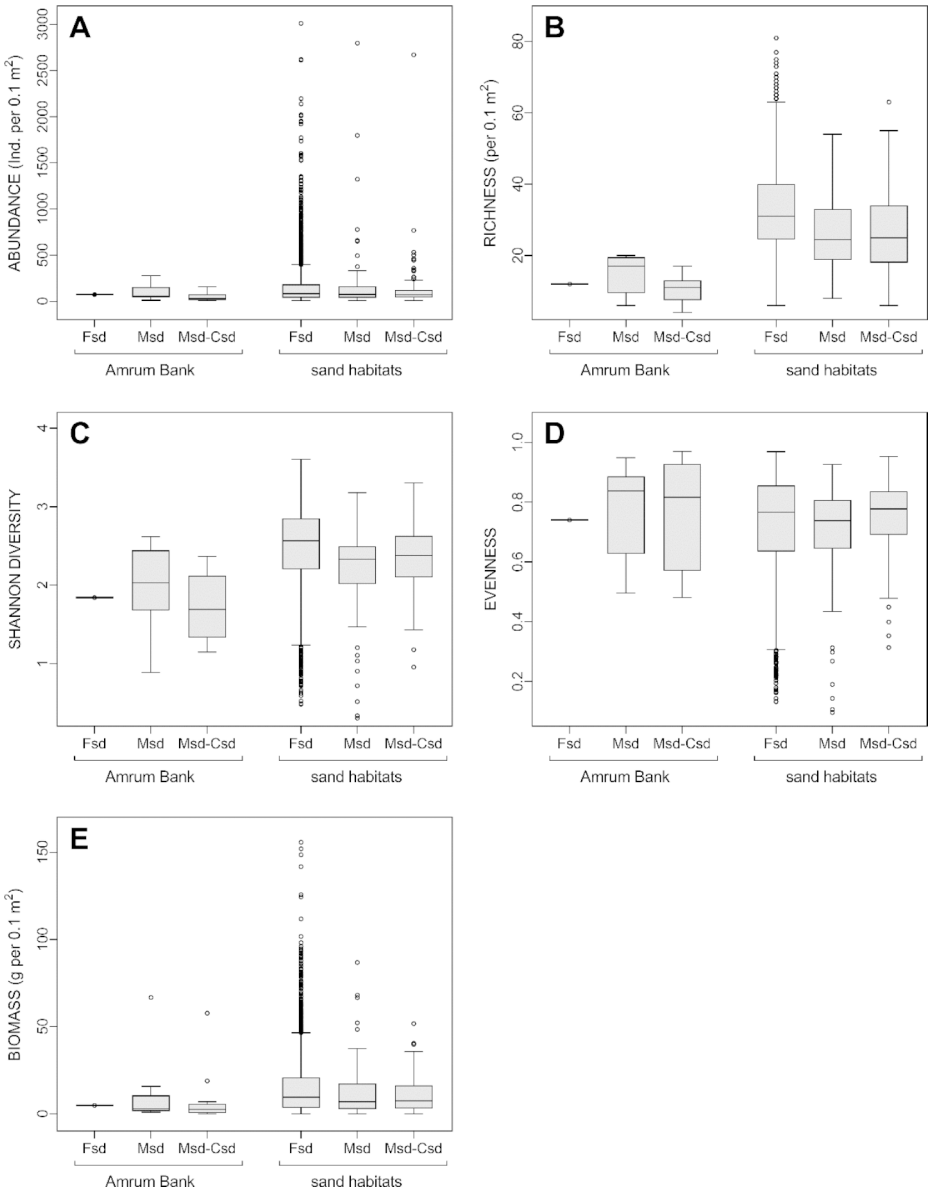 A
ABUNDANCE (Ind. per 0.1 m²)
3000
2500
2000
1500
1000
500
0
Fsd Msd Msd-Csd Fsd Msd Msd-Csd
Amrum Bank sand habitats
B
RICHNESS (per 0.1 m²)
80
60
40
20
Fsd Msd Msd-Csd Fsd Msd Msd-Csd
Amrum Bank sand habitats
C
SHANNON DIVERSITY
4
3
2
1
Fsd Msd Msd-Csd Fsd Msd Msd-Csd
Amrum Bank sand habitats
D
EVENNESS
1.0
0.8
0.6
0.4
0.2
Fsd Msd Msd-Csd Fsd Msd Msd-Csd
Amrum Bank sand habitats
E
BIOMASS (g per 0.1 m²)
150
100
50
0
Fsd Msd Msd-Csd Fsd Msd Msd-Csd
Amrum Bank sand habitats